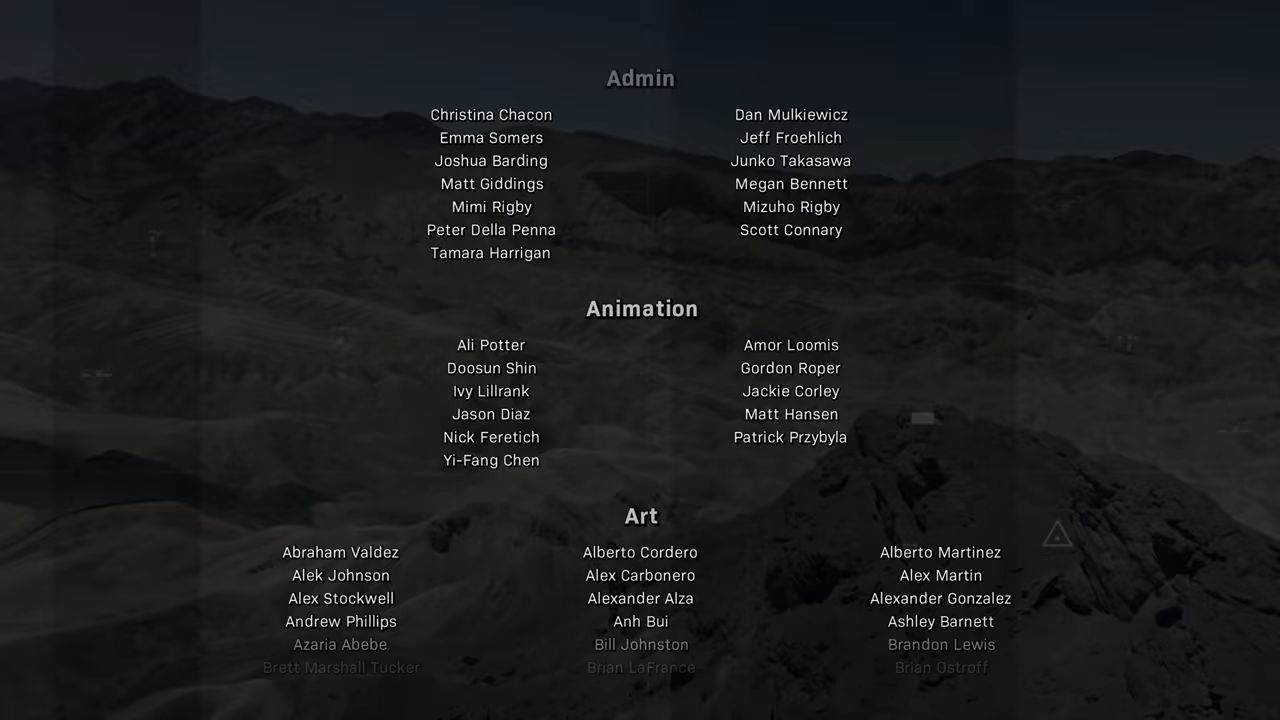 Admin
Christina Chacon Dan Mulkiewicz
Emma Somers Jeff Froehlich
Joshua Barding Junko Takasawa
Matt Giddings Megan Bennett
Mimi Rigby Mizuho Rigby
Peter Della Penna Scott Connary
Tamara Harrigan
Animation
Ali Potter Amor Loomis
Doosun Shin Gordon Roper
Ivy Lillrank Jackie Corley
Jason Diaz Matt Hansen
Nick Feretich Patrick Przybyla
Yi-Fang Chen
Art
Abraham Valdez Alberto Cordero Alberto Martinez
Alek Johnson Alex Carbonero Alex Martin
Alex Stockwell Alexander Alza Alexander Gonzalez
Andrew Phillips Anh Bui Ashley Barnett
Azaria Abebe Bill Johnston Brandon Lewis
Brett Marshall Tucker Brian LaFrance Brian Ostroff